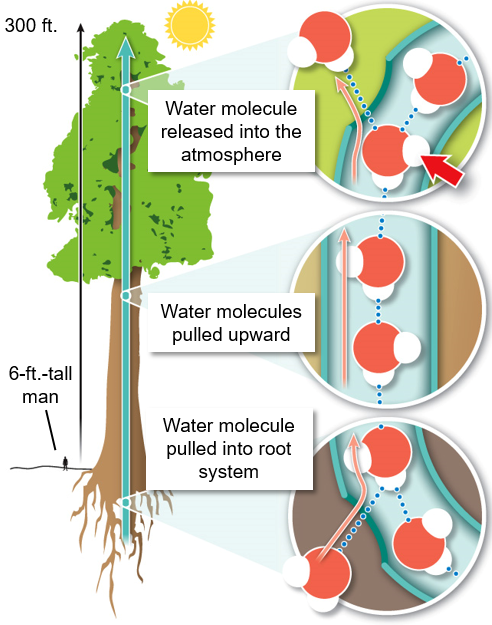 300 ft.
Water molecule
released into the
atmosphere
Water molecules
pulled upward
6-ft.-tall
man
Water molecule
pulled into root
system